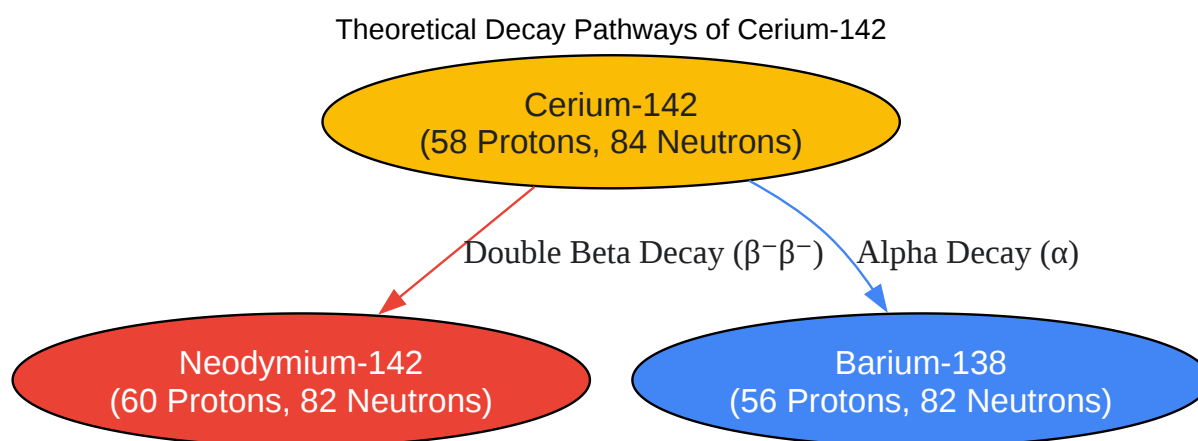 Theoretical Decay Pathways of Cerium-142
Cerium-142
(58 Protons, 84 Neutrons)
Double Beta Decay (β⁻β⁻)
Alpha Decay (α)
Neodymium-142
(60 Protons, 82 Neutrons)
Barium-138
(56 Protons, 82 Neutrons)